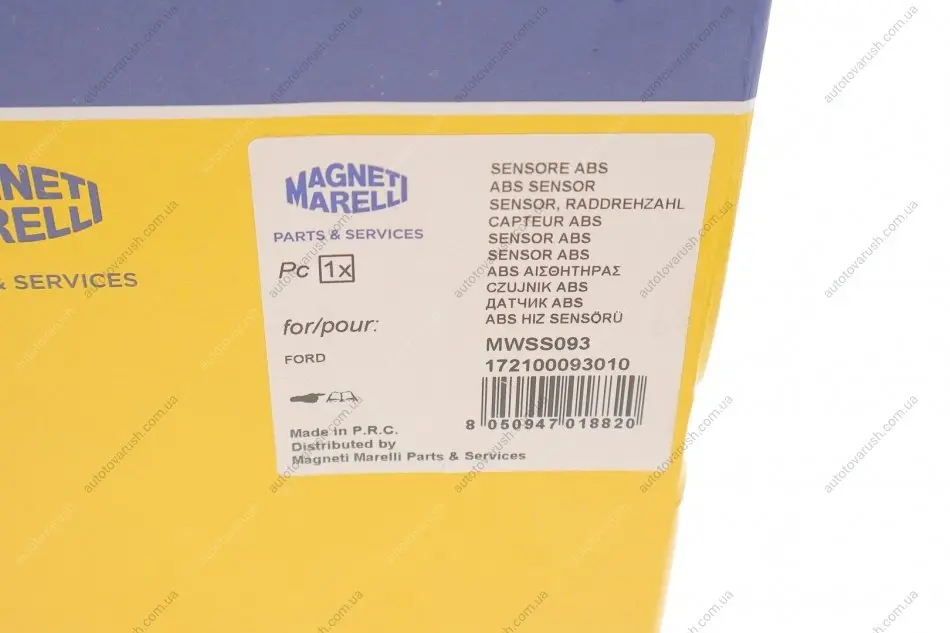 MAGNETI
MARELLI
PARTS & SERVICES
Pc 1x
for/pour:
FORD
Made in P.R.C.
Distributed by
Magneti Marelli Parts & Services
SENSORE ABS
ABS SENSOR
SENSOR, RADDREHZAHL
CAPTEUR ABS
SENSOR ABS
SENSOR ABS
ABS ΑΙΣΘΗΤΗΡΑΣ
CZUJNIK ABS
ДАТЧИК ABS
ABS HIZ SENSÖRÜ
MWSS093
172100093010
8 050947 018820
NETI
RELLI
& SERVICES
autotovarush.com.ua